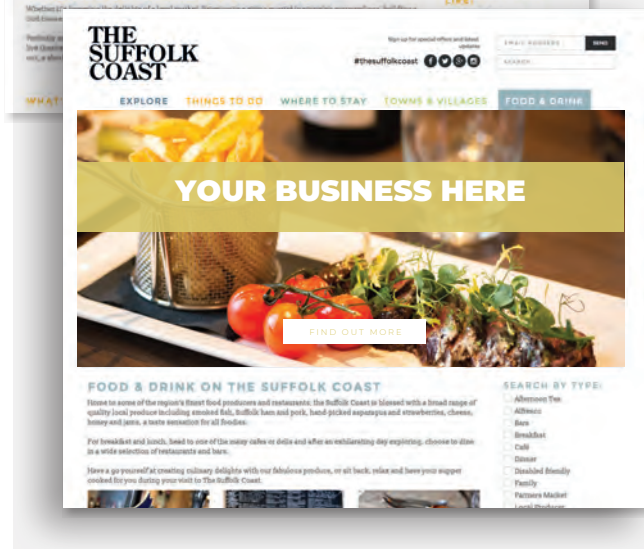 THE
SUFFOLK
COAST
Sign up for special offers and latest
updates
#thesuffolkcoast
EMAIL ADDRESS
SEND
SEARCH...
WHAT'
EXPLORE THINGS TO DO WHERE TO STAY TOWNS & VILLAGES FOOD & DRINK
YOUR BUSINESS HERE
FIND OUT MORE
FOOD & DRINK ON THE SUFFOLK COAST
Home to some of the region's finest food producers and restaurants, the Suffolk Coast is blessed with a broad range of
quality local produce including smoked fish, Suffolk ham and pork, hand-picked asparagus and strawberries, cheese,
honey and jams, a taste sensation for all foodies.
For breakfast and lunch, head to one of the many cafes or delis and after an exhilarating day exploring, choose to dine
in a wide selection of restaurants and bars.
Have a go yourself at creating culinary delights with our fabulous produce, or sit back, relax and have your supper
cooked for you during your visit to The Suffolk Coast.
SEARCH BY TYPE:
Afternoon Tea
Alfresco
Bars
Breakfast
Café
Dinner
Disabled friendly
Family
Farmers Market
Local Producer